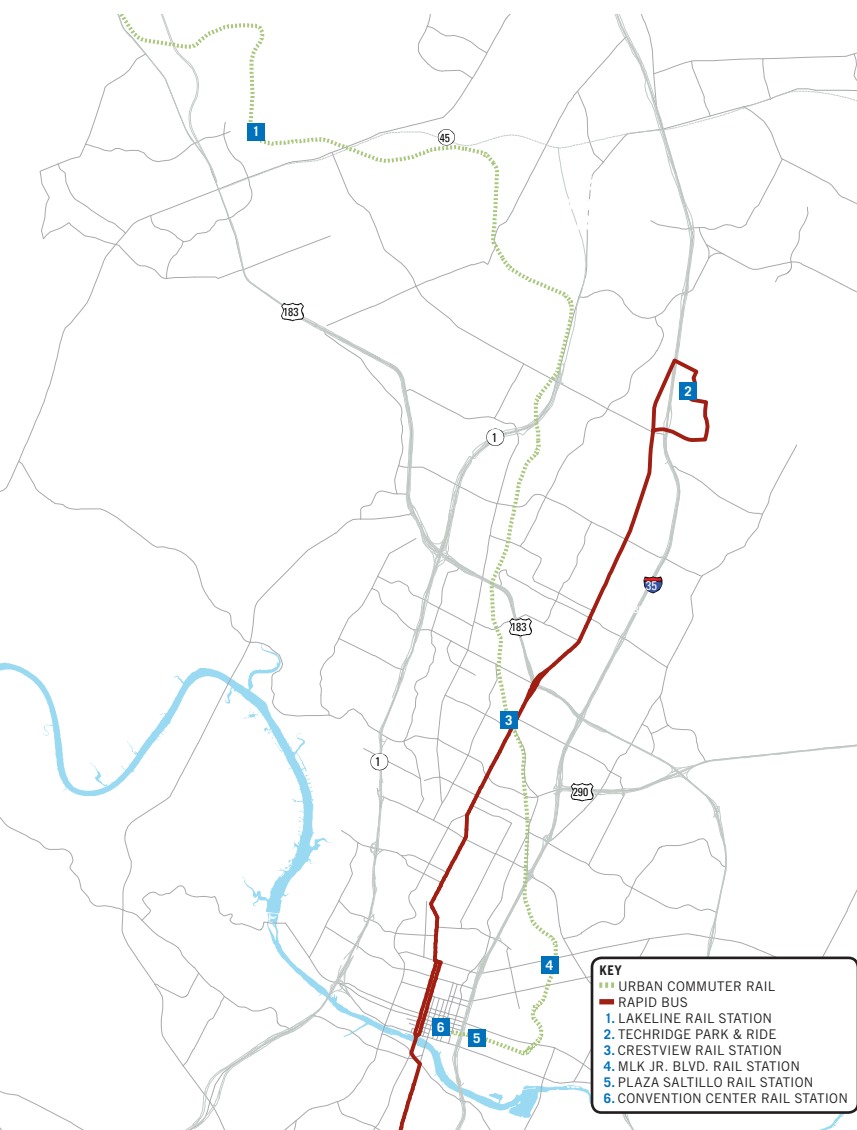 1
45
183
2
1
35
183
3
1
290
4
6
5
KEY
URBAN COMMUTER RAIL
RAPID BUS
1. LAKELINE RAIL STATION
2. TECHRIDGE PARK & RIDE
3. CRESTVIEW RAIL STATION
4. MLK JR. BLVD. RAIL STATION
5. PLAZA SALTILLO RAIL STATION
6. CONVENTION CENTER RAIL STATION